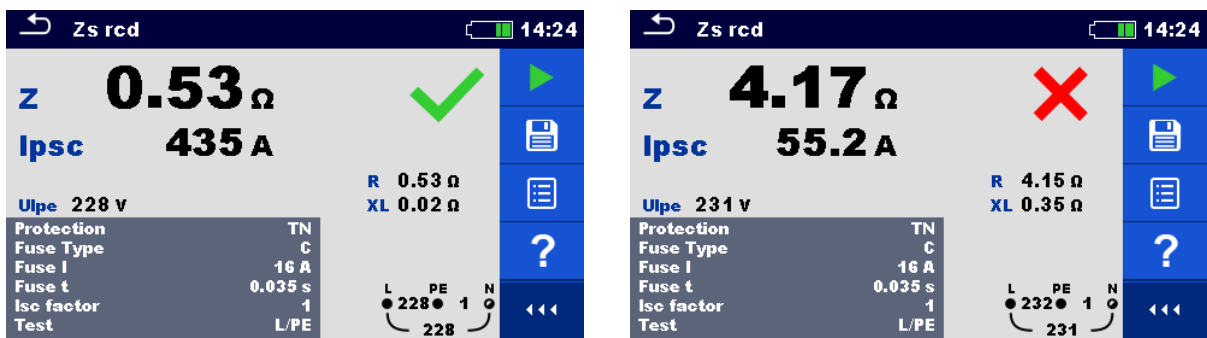 Zs rcd 14:24
Z 0.53 Ω
Ipsc 435 A
R 0.53 Ω
Ulpe 228 V XL 0.02 Ω
Protection TN
Fuse Type C
Fuse I 16 A
Fuse t 0.035 s
Isc factor 1
Test L/PE
L PE N
228 1
228
?
Zs rcd 14:24
Z 4.17 Ω
Ipsc 55.2 A
R 4.15 Ω
Ulpe 231 V XL 0.35 Ω
Protection TN
Fuse Type C
Fuse I 16 A
Fuse t 0.035 s
Isc factor 1
Test L/PE
L PE N
232 1
231
?